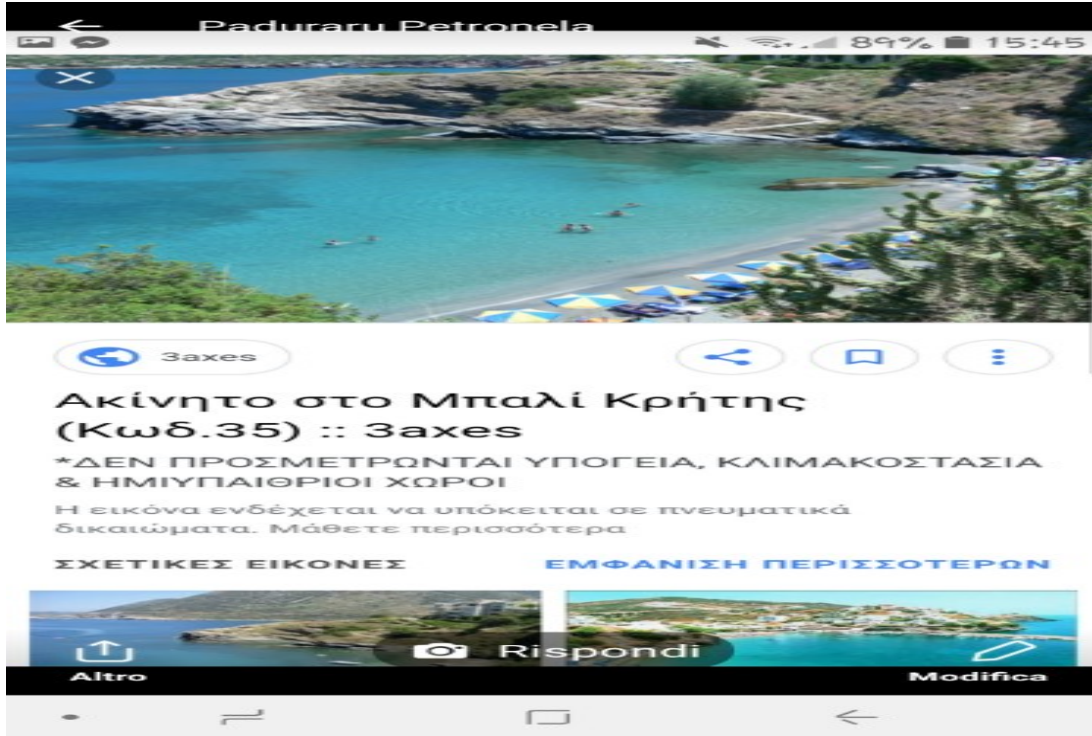 Paduraru Petronela
89% 15:45
3axes
Ακίνητο στο Μπαλί Κρήτης
(Κωδ.35) :: 3axes
*ΔΕΝ ΠΡΟΣΜΕΤΡΩΝΤΑΙ ΥΠΟΓΕΙΑ, ΚΛΙΜΑΚΟΣΤΑΣΙΑ
& ΗΜΙΥΠΑΙΘΡΙΟΙ ΧΩΡΟΙ
Η εικόνα ενδέχεται να υπόκειται σε πνευματικά
δικαιώματα. Μάθετε περισσότερα
ΣΧΕΤΙΚΕΣ ΕΙΚΟΝΕΣ ΕΜΦΑΝΙΣΗ ΠΕΡΙΣΣΟΤΕΡΩΝ
Rispondi
Altro Modifica